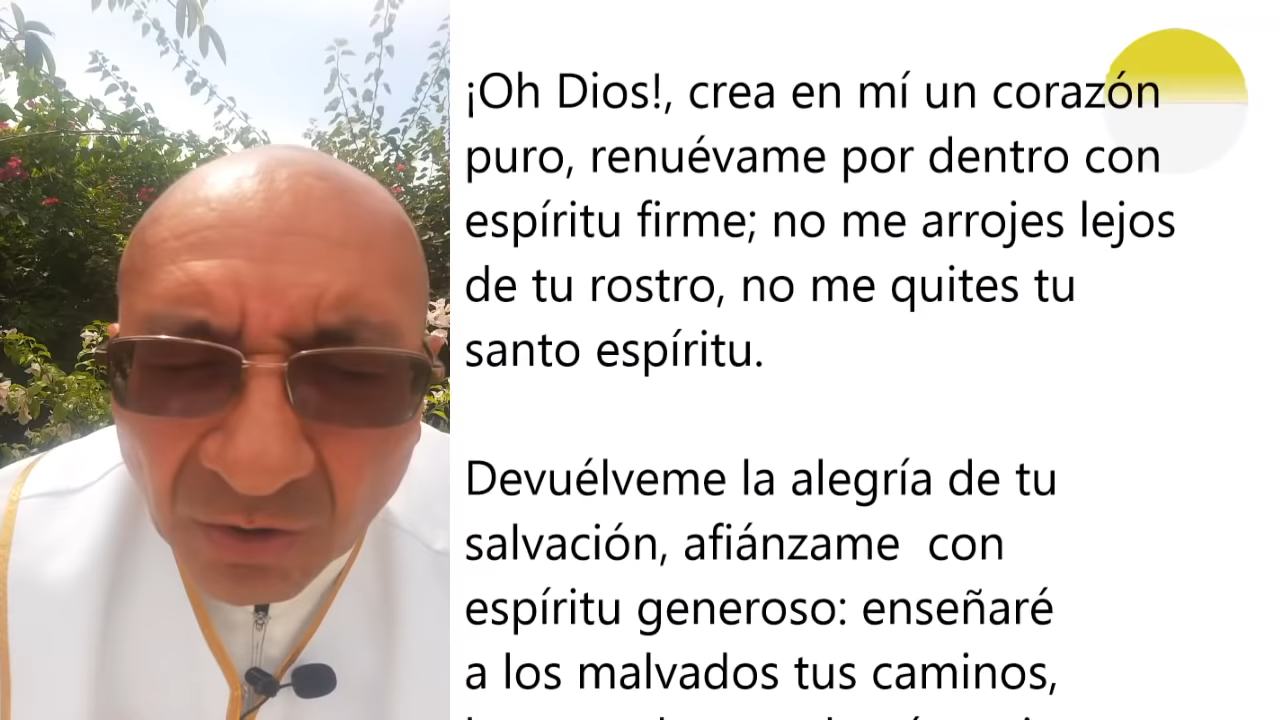 ¡Oh Dios!, crea en mí un corazón
puro, renuévame por dentro con
espíritu firme; no me arrojes lejos
de tu rostro, no me quites tu
santo espíritu.
Devuélveme la alegría de tu
salvación, afiánzame  con
espíritu generoso: enseñaré
a los malvados tus caminos,